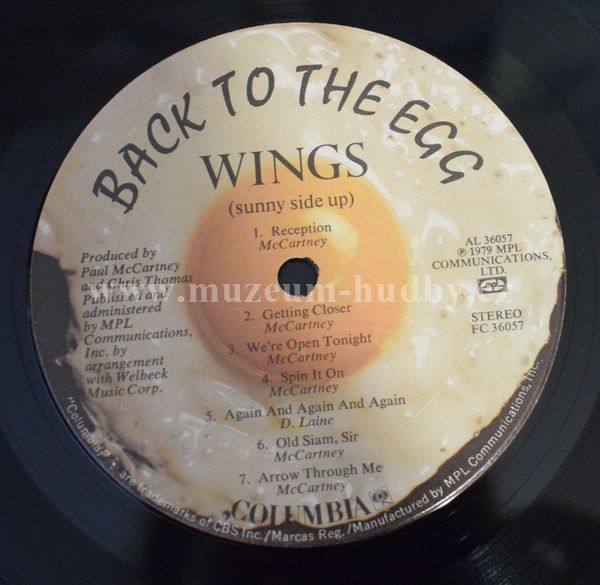 BACK TO THE EGG
WINGS
(sunny side up)
1. Reception
McCartney
Produced by
Paul McCartney
and Chris Thomas
Published and
administered
by MPL
Communications,
Inc. by
arrangement
with Welbeck
Music Corp.
AL 36057
℗ 1979 MPL
COMMUNICATIONS,
LTD.
STEREO
FC 36057
www.muzeum-hudby.cz
2. Getting Closer
McCartney
3. We're Open Tonight
McCartney
4. Spin It On
McCartney
5. Again And Again And Again
D. Laine
6. Old Siam, Sir
McCartney
7. Arrow Through Me
McCartney
COLUMBIA
"Columbia," are trademarks of CBS Inc./Marcas Reg./Manufactured by MPL Communications, Inc.